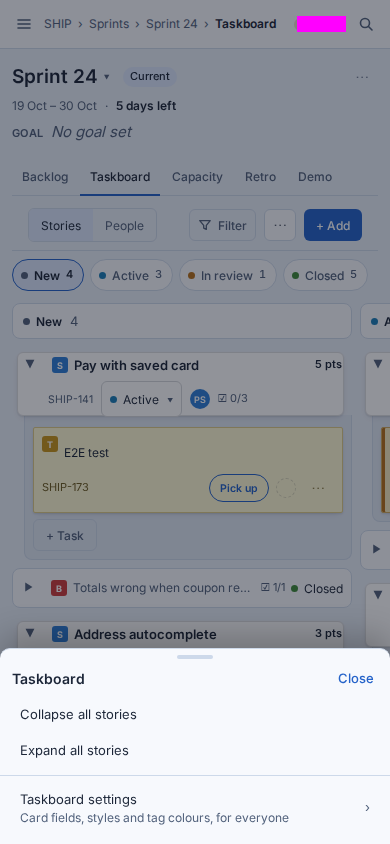 SHIP › Sprints › Sprint 24 › Taskboard
Sprint 24 ▾ Current ···
19 Oct – 30 Oct · 5 days left
GOAL No goal set
Backlog Taskboard Capacity Retro Demo
Stories People Filter ··· + Add
New 4 Active 3 In review 1 Closed 5
New 4 A
S Pay with saved card 5 pts
SHIP-141 Active ▾ PS ☑ 0/3
T E2E test
SHIP-173 Pick up ···
+ Task
B Totals wrong when coupon re... ☑ 1/1 Closed
S Address autocomplete 3 pts
Taskboard Close
Collapse all stories
Expand all stories
Taskboard settings ›
Card fields, styles and tag colours, for everyone